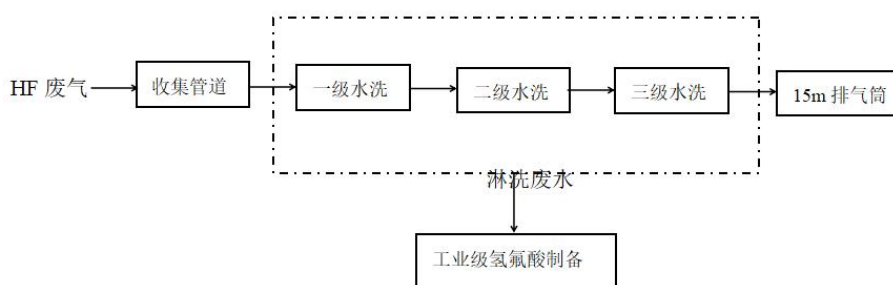 HF 废气
收集管道
一级水洗
二级水洗
三级水洗
15m 排气筒
淋洗废水
工业级氢氟酸制备